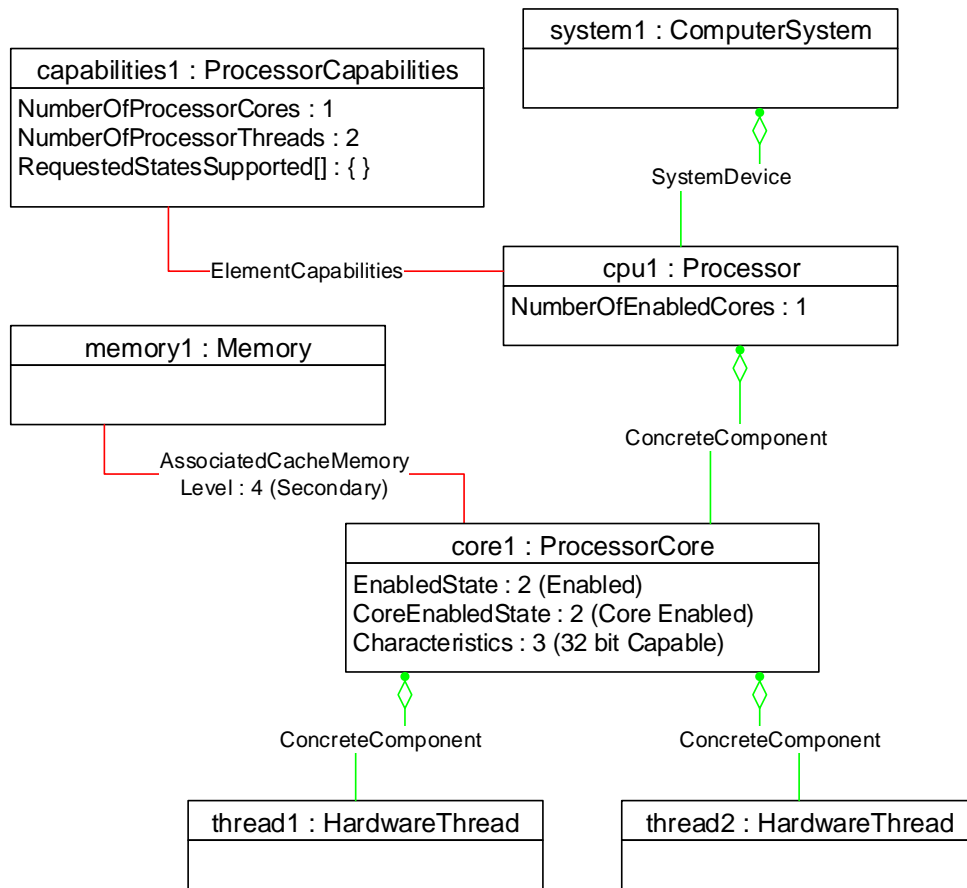 system1 : ComputerSystem
capabilities1 : ProcessorCapabilities
NumberOfProcessorCores : 1
NumberOfProcessorThreads : 2
RequestedStatesSupported[] : { }
SystemDevice
ElementCapabilities
cpu1 : Processor
NumberOfEnabledCores : 1
memory1 : Memory
ConcreteComponent
AssociatedCacheMemory
Level : 4 (Secondary)
core1 : ProcessorCore
EnabledState : 2 (Enabled)
CoreEnabledState : 2 (Core Enabled)
Characteristics : 3 (32 bit Capable)
ConcreteComponent
ConcreteComponent
thread1 : HardwareThread
thread2 : HardwareThread